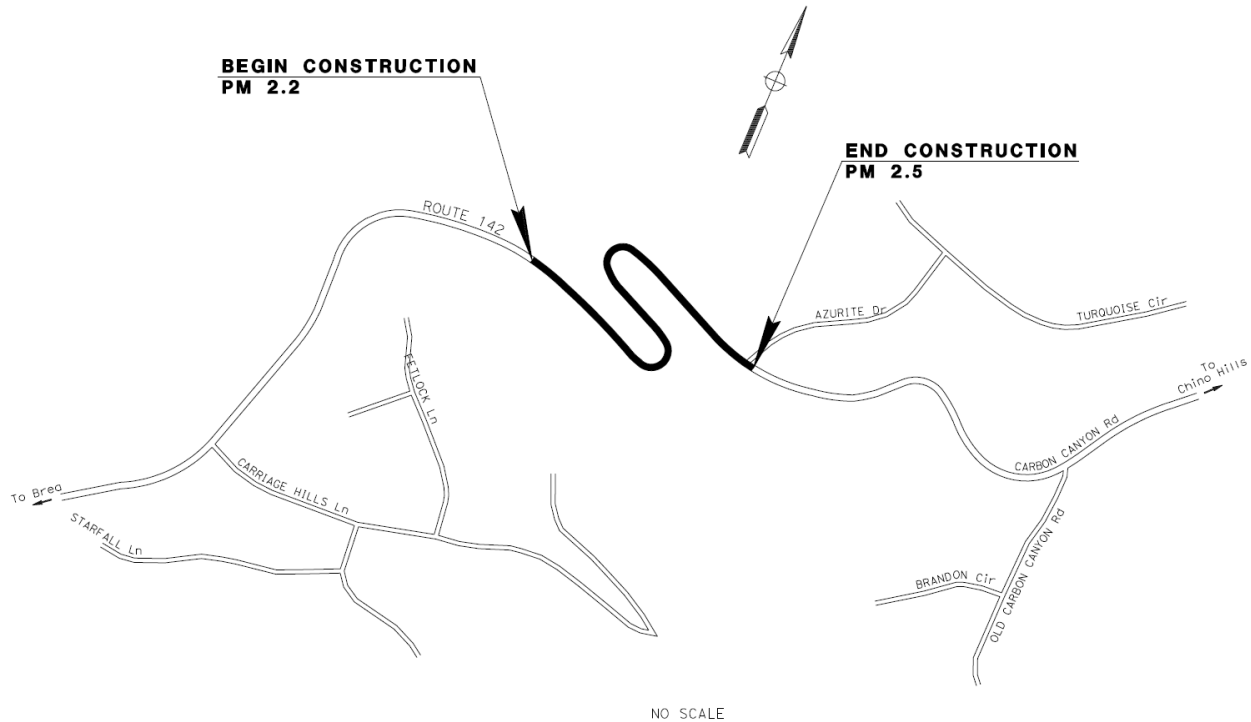 BEGIN CONSTRUCTION
PM 2.2
END CONSTRUCTION
PM 2.5
ROUTE 142
AZURITE Dr
TURQUOISE Cir
FETLOCK Ln
To
Chino Hills
CARBON CANYON Rd
CARRIAGE HILLS Ln
To Brea
STARFALL Ln
OLD CARBON CANYON Rd
BRANDON Cir
NO SCALE